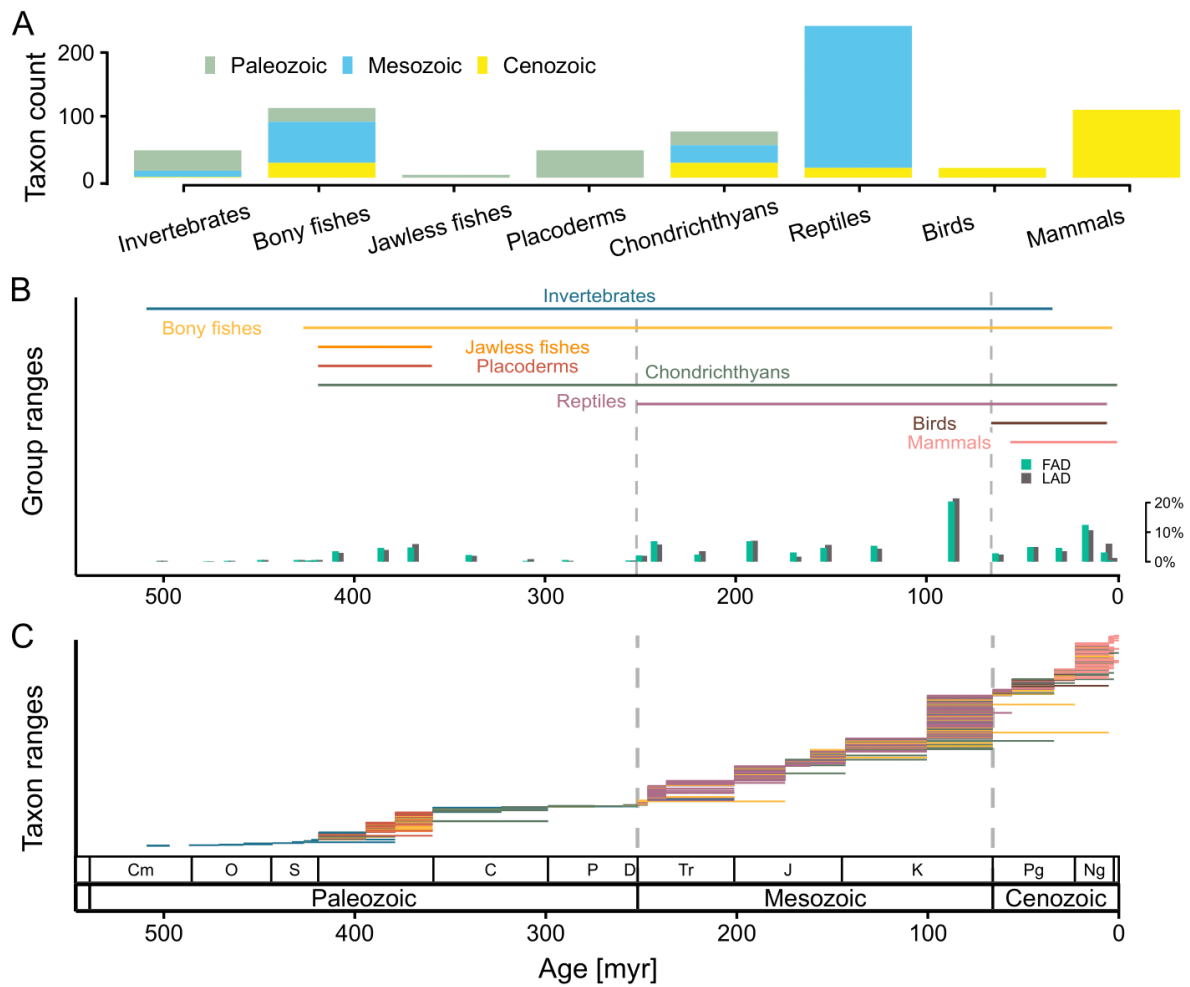 A
200
100
0
Taxon count
Paleozoic
Mesozoic
Cenozoic
Invertebrates
Bony fishes
Jawless fishes
Placoderms
Chondrichthyans
Reptiles
Birds
Mammals
B
Group ranges
Invertebrates
Bony fishes
Jawless fishes
Placoderms
Chondrichthyans
Reptiles
Birds
Mammals
FAD
LAD
20%
10%
0%
500
400
300
200
100
0
C
Taxon ranges
Cm
O
S
C
P
D
Tr
J
K
Pg
Ng
Paleozoic
Mesozoic
Cenozoic
500
400
300
200
100
0
Age [myr]